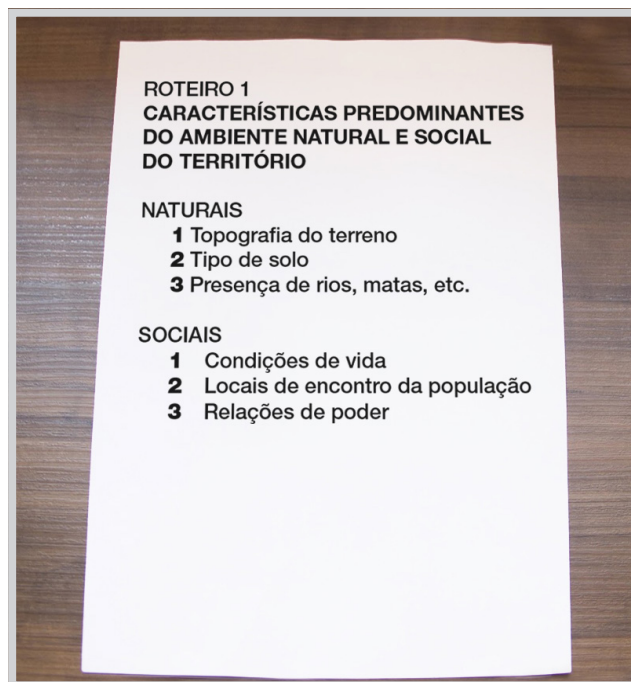 ROTEIRO 1
CARACTERÍSTICAS PREDOMINANTES
DO AMBIENTE NATURAL E SOCIAL
DO TERRITÓRIO
NATURAIS
1 Topografia do terreno
2 Tipo de solo
3 Presença de rios, matas, etc.
SOCIAIS
1 Condições de vida
2 Locais de encontro da população
3 Relações de poder